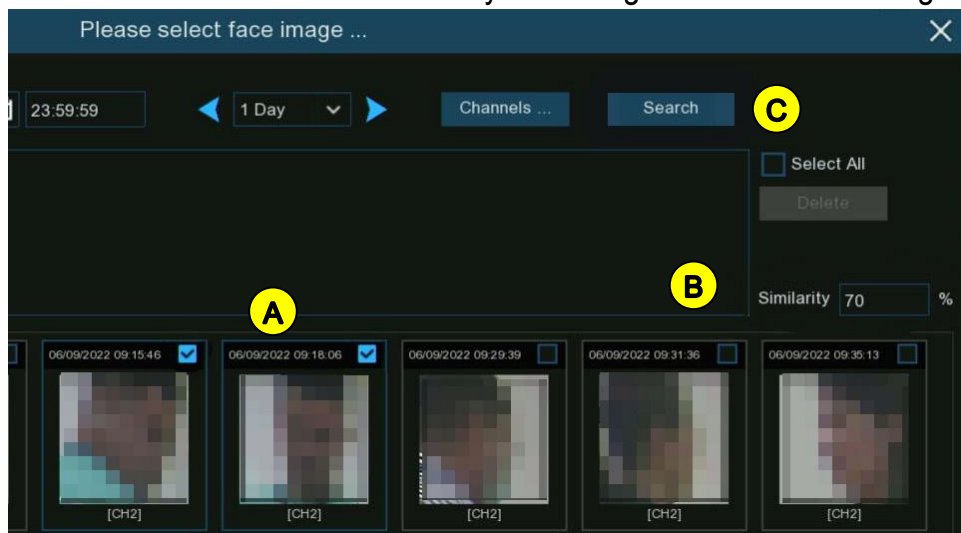 Please select face image ...
23:59:59
1 Day
Channels ...
Search
C
Select All
Delete
B
Similarity 70 %
A
06/09/2022 09:15:46
06/09/2022 09:18:06
06/09/2022 09:29:39
06/09/2022 09:31:36
06/09/2022 09:35:13
[CH2]
[CH2]
[CH2]
[CH2]
[CH2]